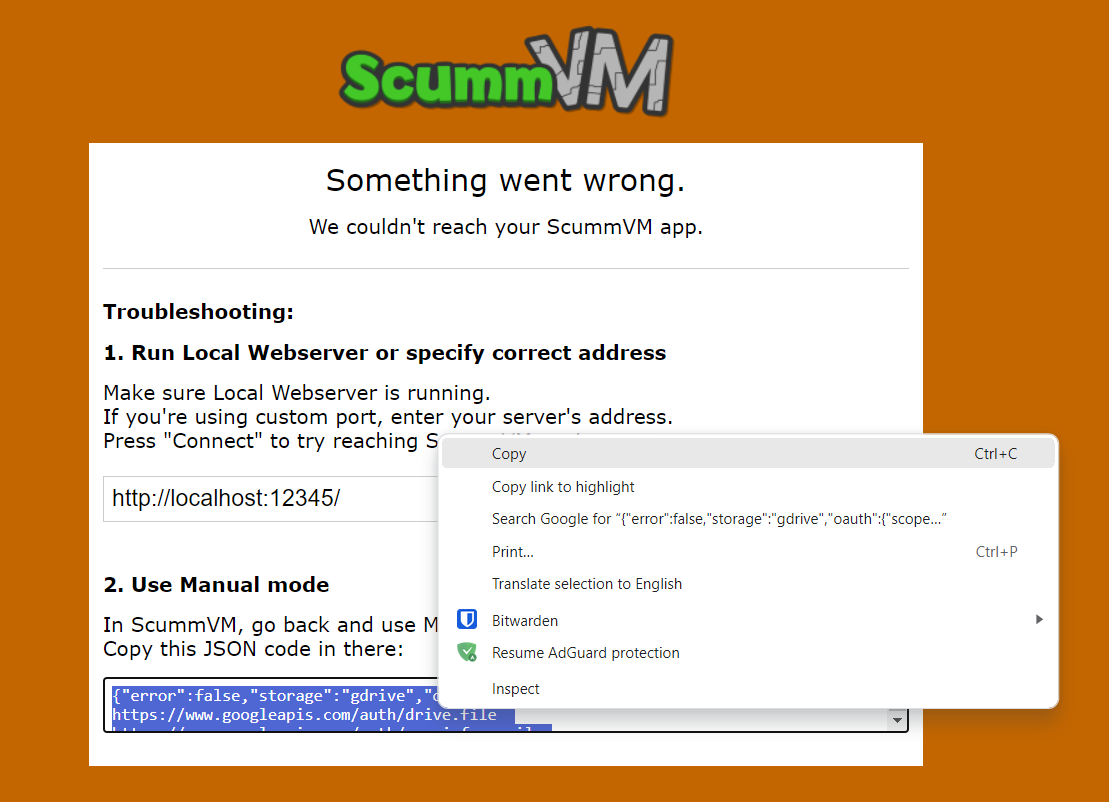 ScummVM
Something went wrong.
We couldn't reach your ScummVM app.
Troubleshooting:
1. Run Local Webserver or specify correct address
Make sure Local Webserver is running.
If you're using custom port, enter your server's address.
Press "Connect" to try reaching
http://localhost:12345/
2. Use Manual mode
In ScummVM, go back and use
Copy this JSON code in there:
{"error":false,"storage":"gdrive","
https://www.googleapis.com/auth/drive.file
Copy Ctrl+C
Copy link to highlight
Search Google for “{"error":false,"storage":"gdrive","oauth":{"scope...”
Print... Ctrl+P
Translate selection to English
Bitwarden
Resume AdGuard protection
Inspect